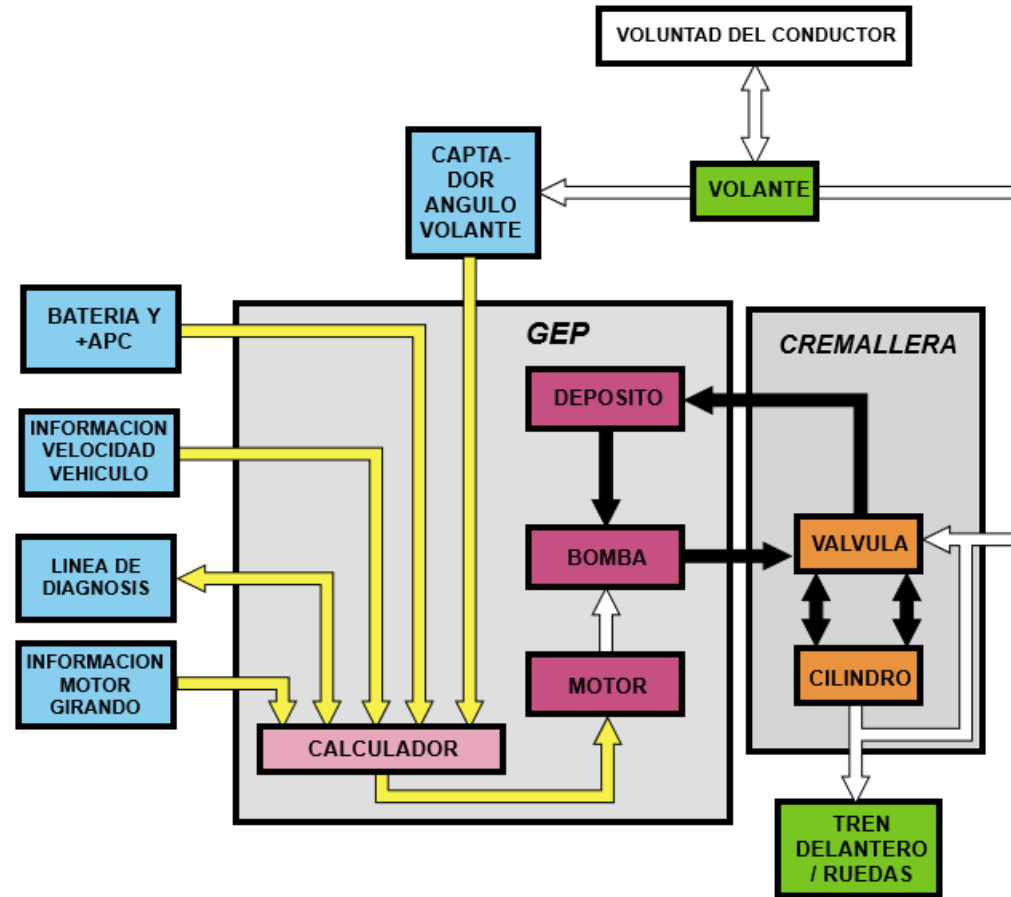 VOLUNTAD DEL CONDUCTOR
CAPTA-
DOR
ANGULO
VOLANTE
VOLANTE
BATERIA Y
+APC
GEP
CREMALLERA
DEPOSITO
INFORMACION
VELOCIDAD
VEHICULO
BOMBA
VALVULA
LINEA DE
DIAGNOSIS
INFORMACION
MOTOR
GIRANDO
MOTOR
CILINDRO
CALCULADOR
TREN
DELANTERO
/ RUEDAS